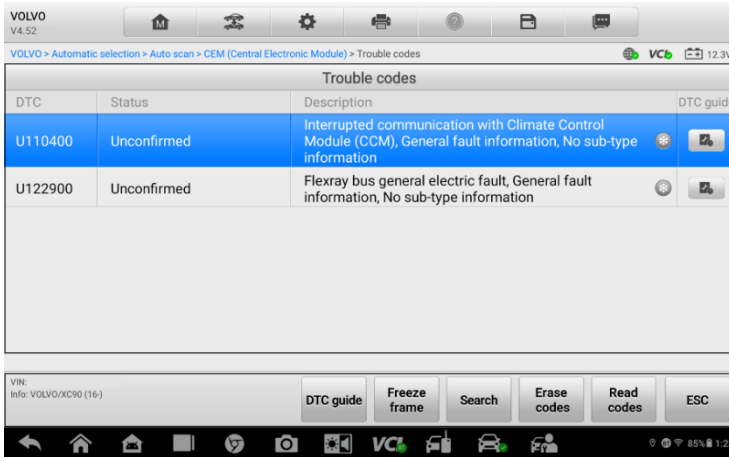 VOLVO
V4.52
M
?
VOLVO > Automatic selection > Auto scan > CEM (Central Electronic Module) > Trouble codes
VCI 12.3V
Trouble codes
DTC Status Description DTC guid
U110400 Unconfirmed Interrupted communication with Climate Control
Module (CCM), General fault information, No sub-type
information
U122900 Unconfirmed Flexray bus general electric fault, General fault
information, No sub-type information
VIN:
Info: VOLVO/XC90 (16-)
DTC guide
Freeze
frame
Search
Erase
codes
Read
codes
ESC
M
VCI
85% 1:2